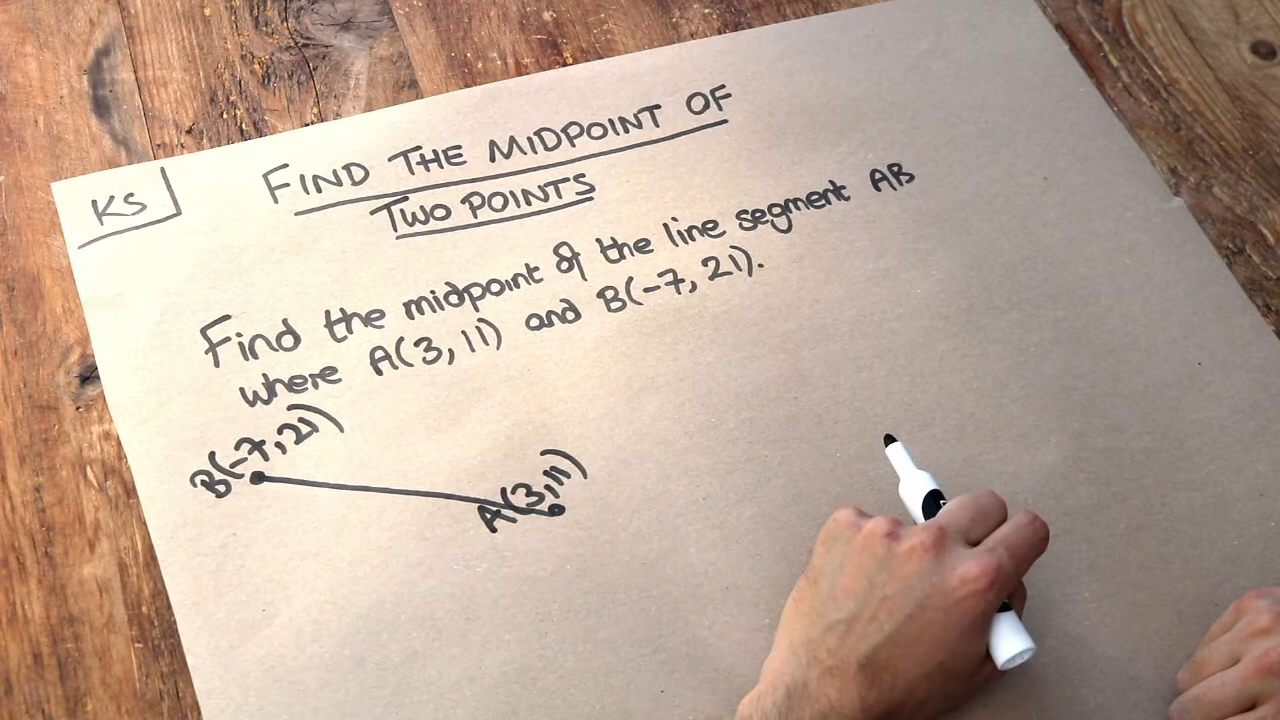 KS
FIND THE MIDPOINT OF
TWO POINTS
Find the midpoint of the line segment AB
where A(3, 11) and B(-7, 21).
B(-7, 21)
A(3, 11)